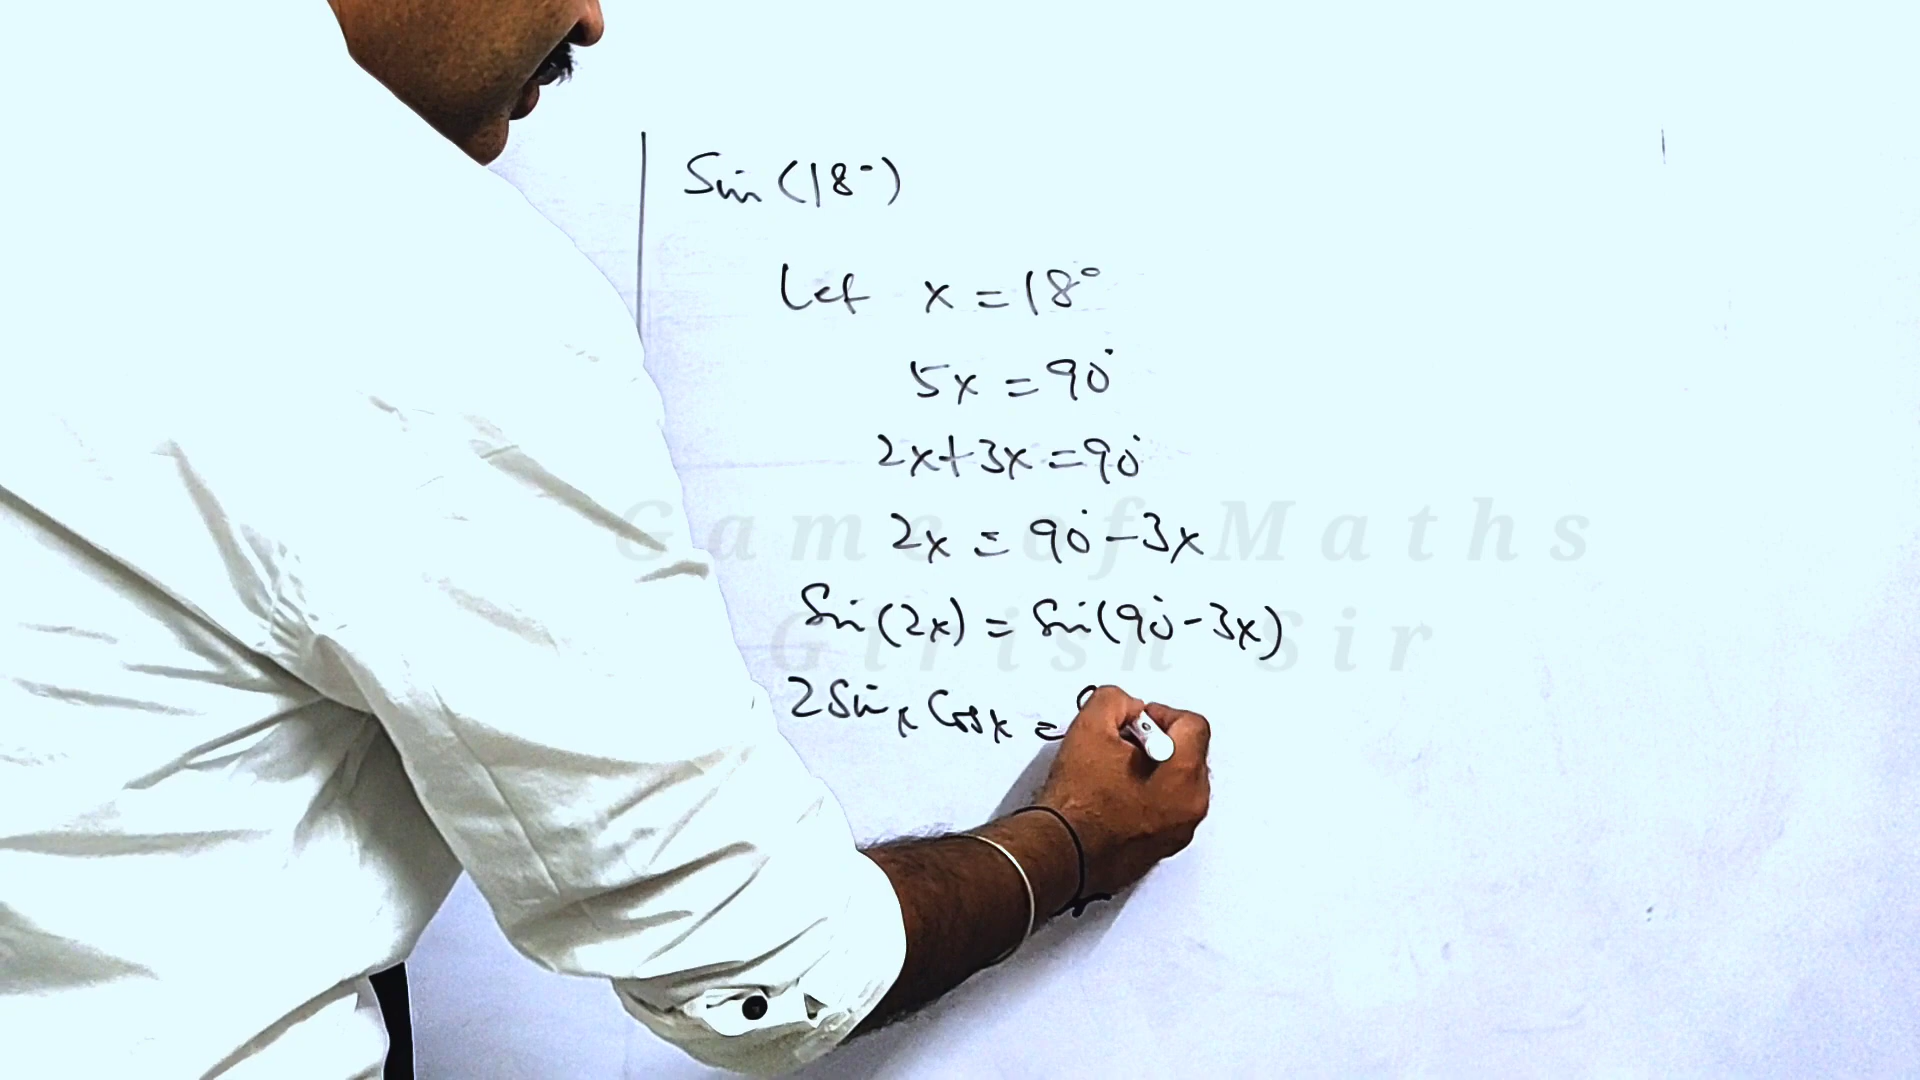 Sin (18°)
Let x = 18°
5x = 90°
2x+3x = 90°
2x = 90° - 3x
Game of Maths
Sin(2x) = Sin(90° - 3x)
Girish Sir
2Sinx Cosx =